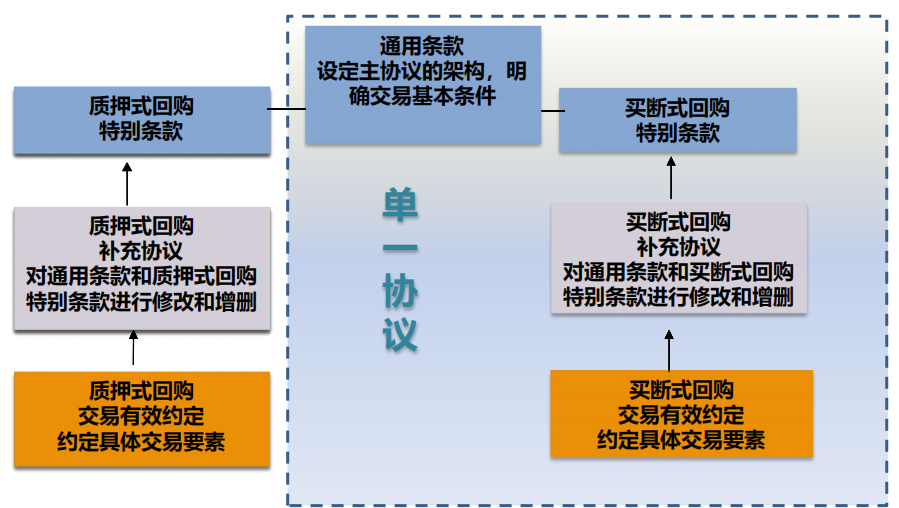 通用条款
设定主协议的架构，明
确交易基本条件
质押式回购
特别条款
买断式回购
特别条款
单
一
协
议
质押式回购
补充协议
对通用条款和质押式回购
特别条款进行修改和增删
买断式回购
补充协议
对通用条款和买断式回购
特别条款进行修改和增删
质押式回购
交易有效约定
约定具体交易要素
买断式回购
交易有效约定
约定具体交易要素